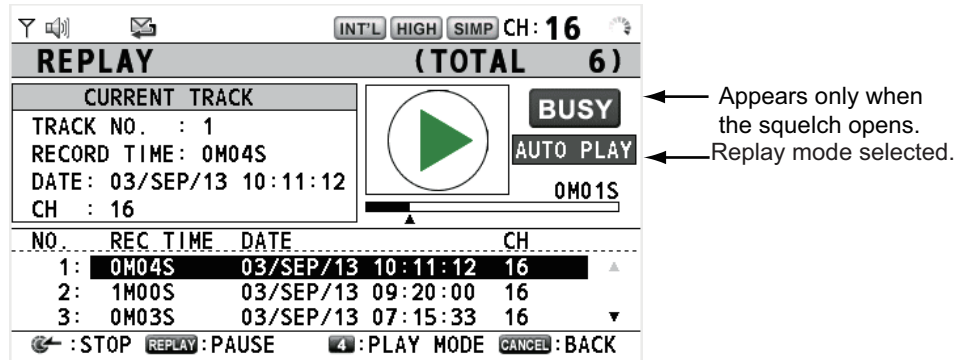 INT'L HIGH SIMP CH: 16
REPLAY (TOTAL 6)
CURRENT TRACK
TRACK NO. : 1
RECORD TIME: 0M04S
DATE: 03/SEP/13 10:11:12
CH : 16
BUSY
AUTO PLAY
0M01S
Appears only when
the squelch opens.
Replay mode selected.
NO. REC TIME DATE CH
1: 0M04S 03/SEP/13 10:11:12 16
2: 1M00S 03/SEP/13 09:20:00 16
3: 0M03S 03/SEP/13 07:15:33 16
:STOP REPLAY:PAUSE 4:PLAY MODE CANCEL:BACK